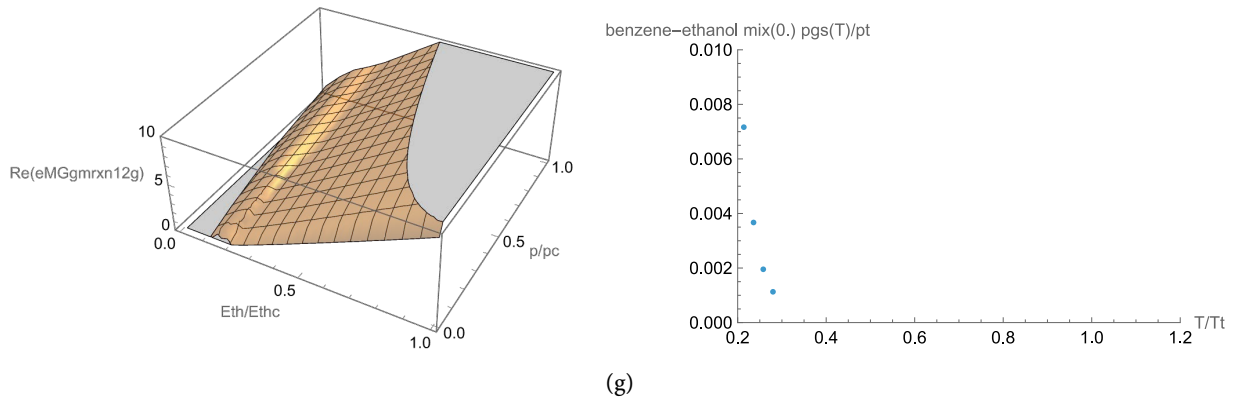 10
Re(eMGgmrxn12g)
5
0
0.0
0.5
Eth/Ethc
1.0
0.0
0.5
p/pc
1.0
benzene−ethanol mix(0.) pgs(T)/pt
0.010
0.008
0.006
0.004
0.002
0.000
0.2 0.4 0.6 0.8 1.0 1.2
T/Tt
(g)